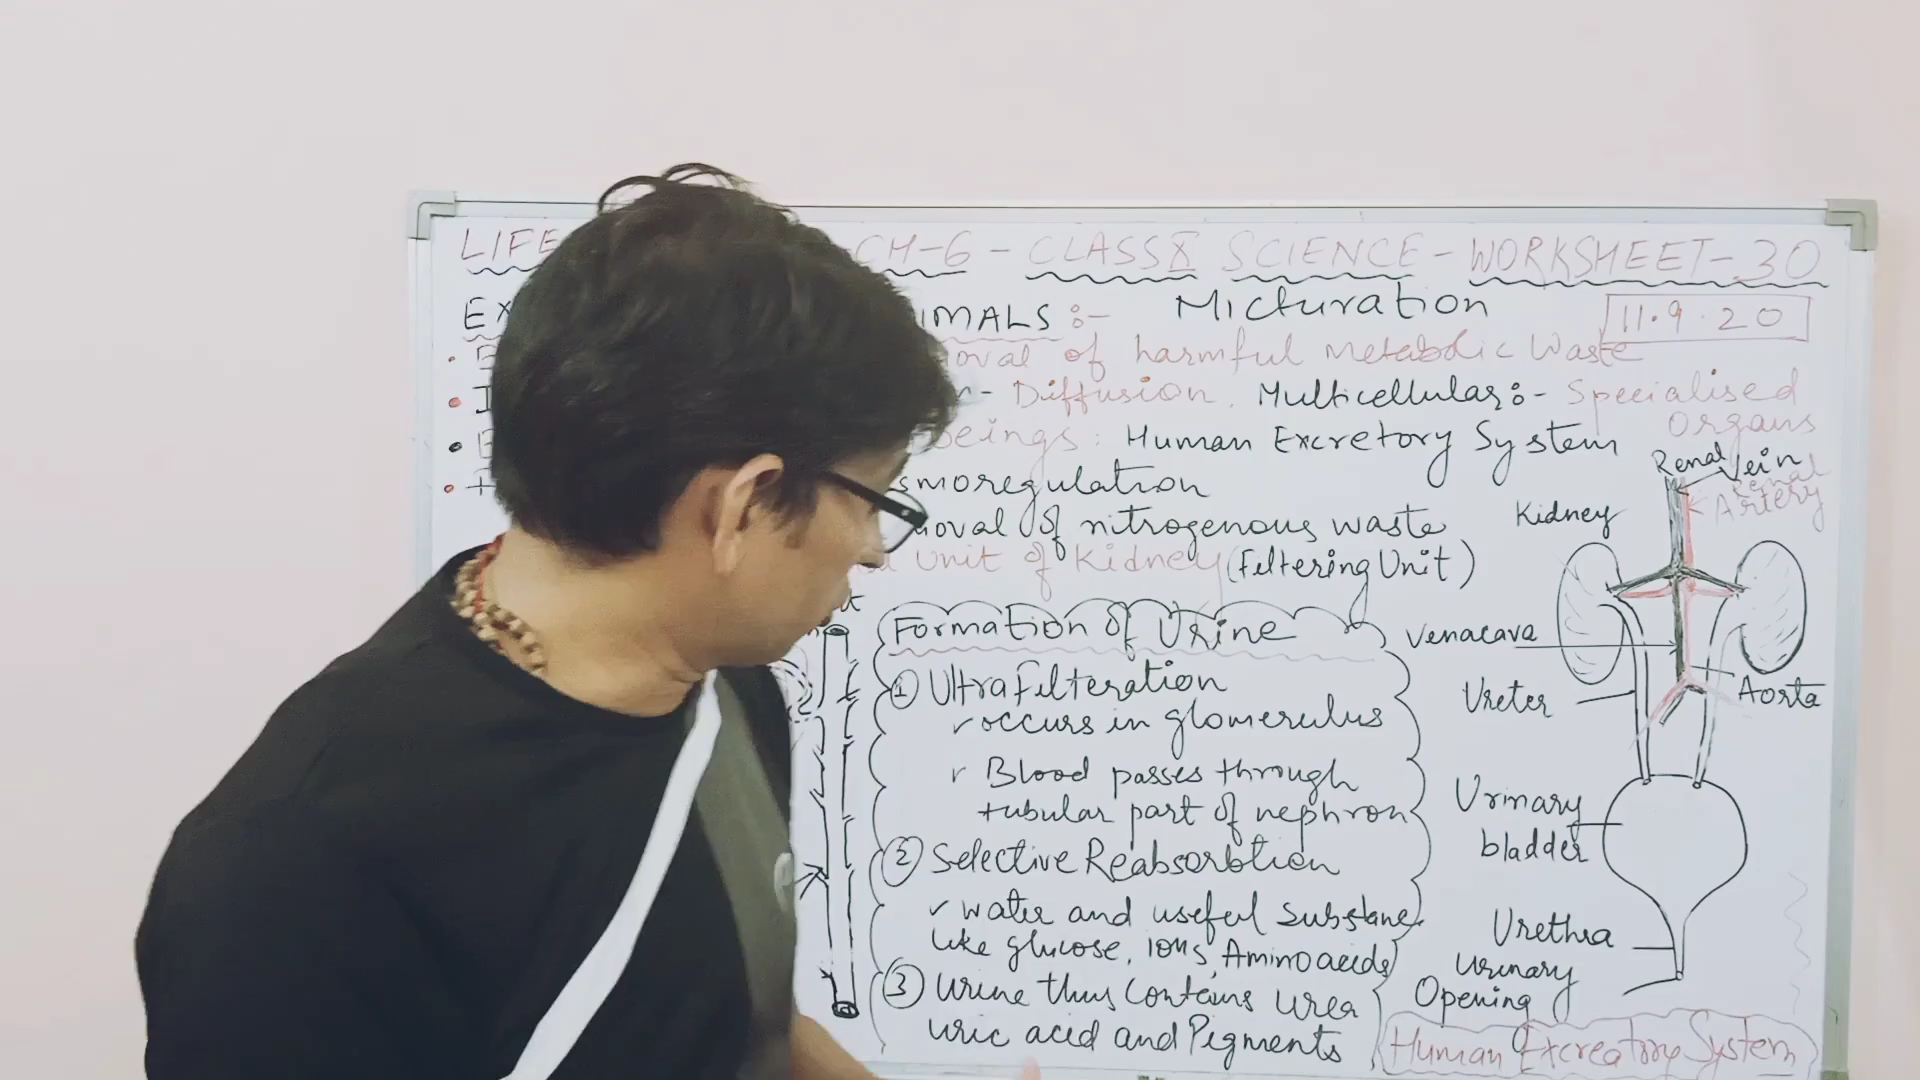 LIFE CH-6 - CLASS X SCIENCE - WORKSHEET-30
EX IMALS :- Micturation 11.9.20
oval of harmful Metabolic Waste
Diffusion. Multicellular :- Specialised Organs
beings : Human Excretory System
smoregulation
oval of nitrogenous waste
Unit of Kidney (Filtering Unit)
Formation of Urine
① Ultrafilteration
✓ occurs in glomerulus
✓ Blood passes through
tubular part of nephron
② Selective Reabsorbtion
✓ water and useful substance
like glucose, ions, Amino acids
③ Urine thus contains urea
uric acid and Pigments
Renal Vein
Renal Artery
Kidney
Venacava
Ureter
Aorta
Urinary
bladder
Urethra
Urinary
Opening
Human Excreatory System